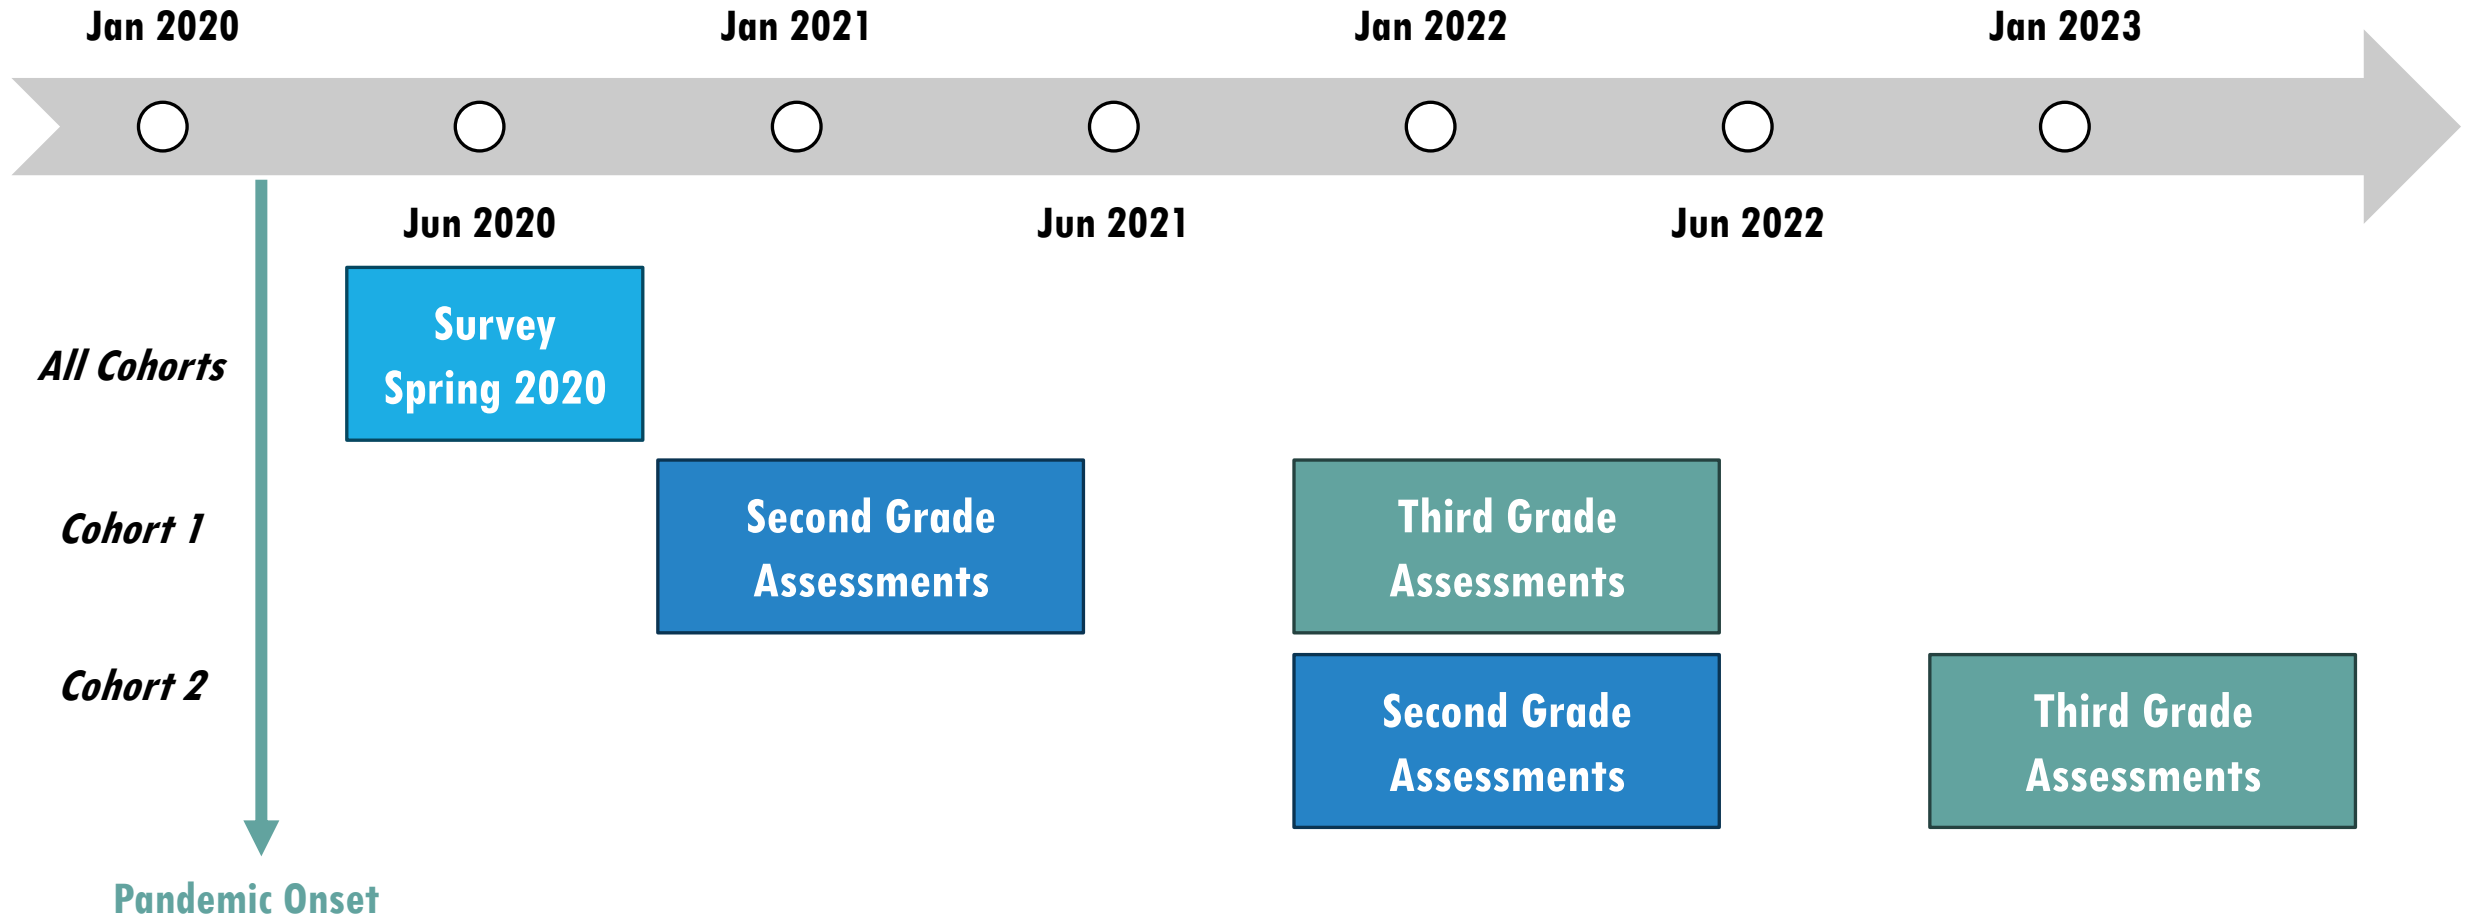 Jan 2020
Jan 2021
Jan 2022
Jan 2023
Jun 2020
Jun 2021
Jun 2022
All Cohorts
Survey
Spring 2020
Cohort 1
Second Grade
Assessments
Third Grade
Assessments
Cohort 2
Second Grade
Assessments
Third Grade
Assessments
Pandemic Onset